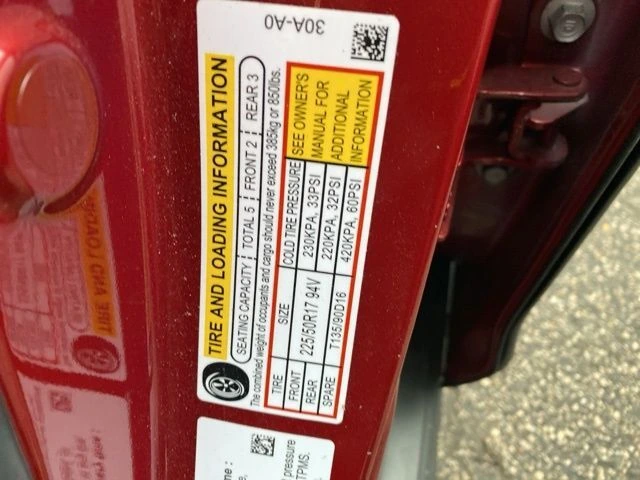 30A-A0
TIRE AND LOADING INFORMATION
SEATING CAPACITY TOTAL 5 FRONT 2 REAR 3
The combined weight of occupants and cargo should never exceed 385kg or 850lbs.
TIRE SIZE COLD TIRE PRESSURE
FRONT 225/50R17 94V 230KPA, 33PSI
REAR 220KPA, 32PSI
SPARE T135/90D16 420KPA, 60PSI
SEE OWNER'S
MANUAL FOR
ADDITIONAL
INFORMATION
pressure
TPMS.